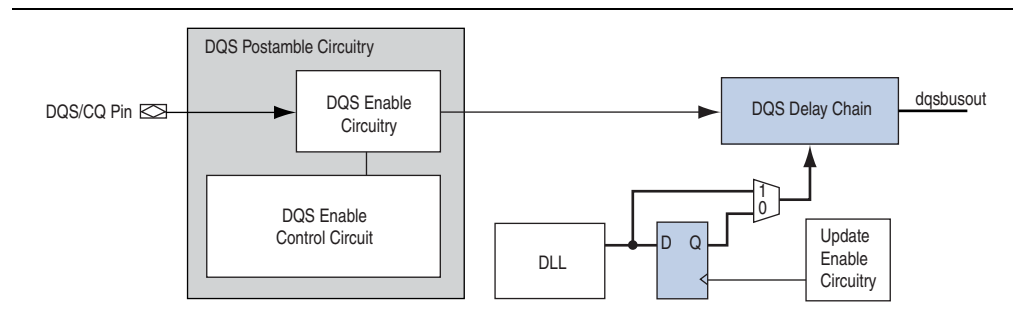 DQS Postamble Circuitry
DQS/CQ Pin
DQS Enable
Circuitry
DQS Delay Chain
dqsbusout
DQS Enable
Control Circuit
1
0
DLL
D Q
Update
Enable
Circuitry